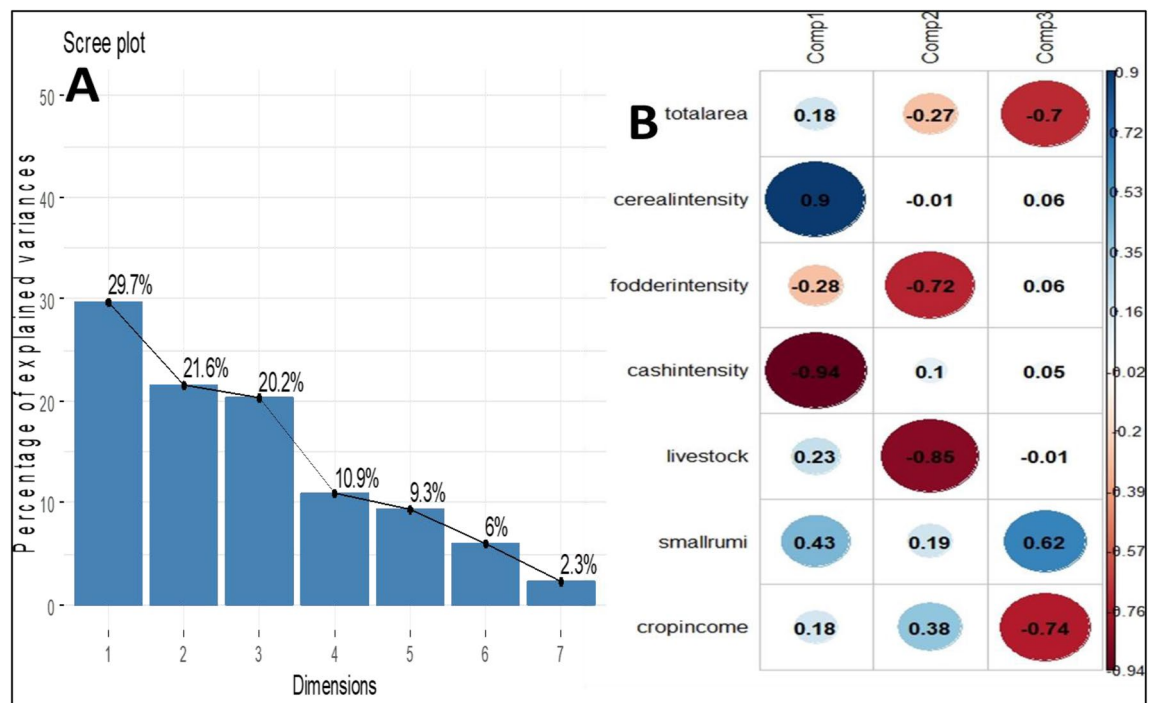 Scree plot
A
Percentage of explained variances
50
40
30
20
10
0
29.7%
21.6%
20.2%
10.9%
9.3%
6%
2.3%
1 2 3 4 5 6 7
Dimensions
B
Comp1 Comp2 Comp3
totalarea 0.18 -0.27 -0.7
cerealintensity 0.9 -0.01 0.06
fodderintensity -0.28 -0.72 0.06
cashintensity -0.94 0.1 0.05
livestock 0.23 -0.85 -0.01
smallrumi 0.43 0.19 0.62
cropincome 0.18 0.38 -0.74
0.9
0.72
0.53
0.35
0.16
-0.02
-0.2
-0.39
-0.57
-0.76
-0.94